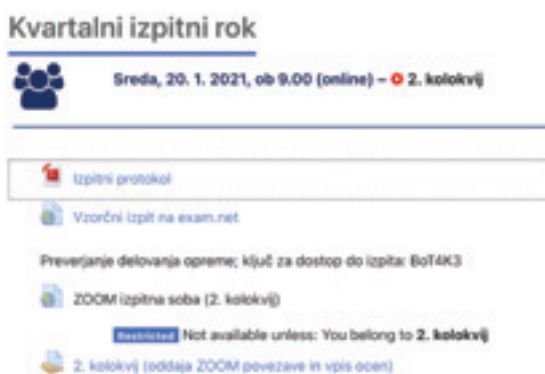 Kvartalni izpitni rok
Sreda, 20. 1. 2021, ob 9.00 (online) – 2. kolokvij
Izpitni protokol
Vzorčni izpit na exam.net
Preverjanje delovanja opreme; ključ za dostop do izpita: BoT4K3
ZOOM izpitna soba (2. kolokvij)
Restricted Not available unless: You belong to 2. kolokvij
2. kolokvij (oddaja ZOOM povezave in vpis ocen)